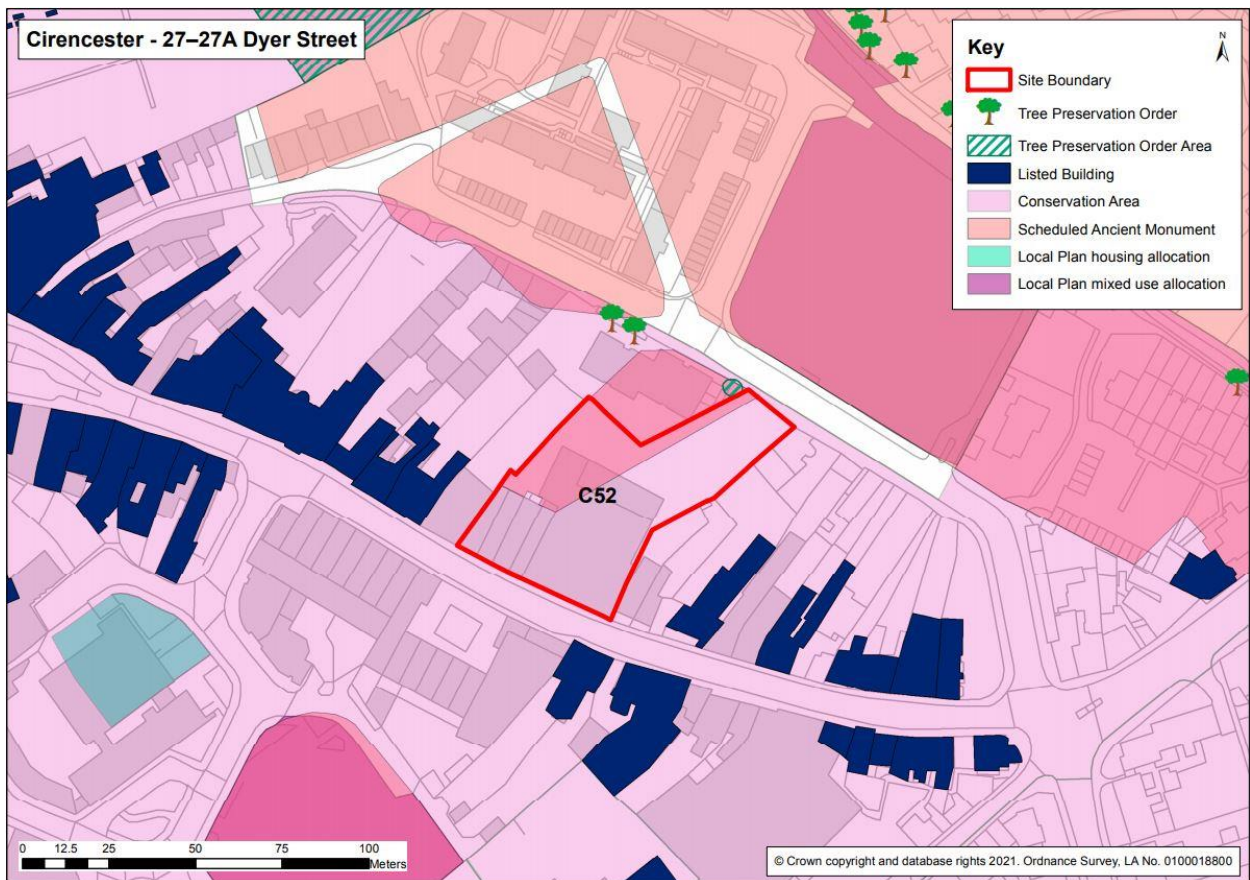 Cirencester - 27–27A Dyer Street
Key
N
Site Boundary
Tree Preservation Order
Tree Preservation Order Area
Listed Building
Conservation Area
Scheduled Ancient Monument
Local Plan housing allocation
Local Plan mixed use allocation
C52
0 12.5 25 50 75 100
Meters
© Crown copyright and database rights 2021. Ordnance Survey, LA No. 0100018800